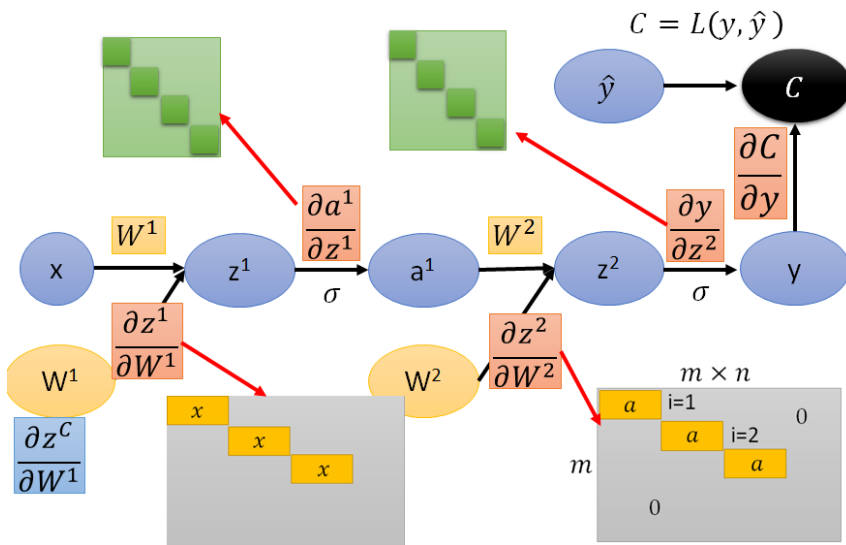 C = L(y, ŷ)
ŷ
C
∂C
∂y
W¹
∂a¹
∂z¹
W²
∂y
∂z²
x
z¹
σ
a¹
z²
σ
y
∂z¹
∂W¹
∂z²
∂W²
W¹
W²
∂z^C
∂W¹
x
x
x
m × n
a i=1
0
a i=2
m
a
0